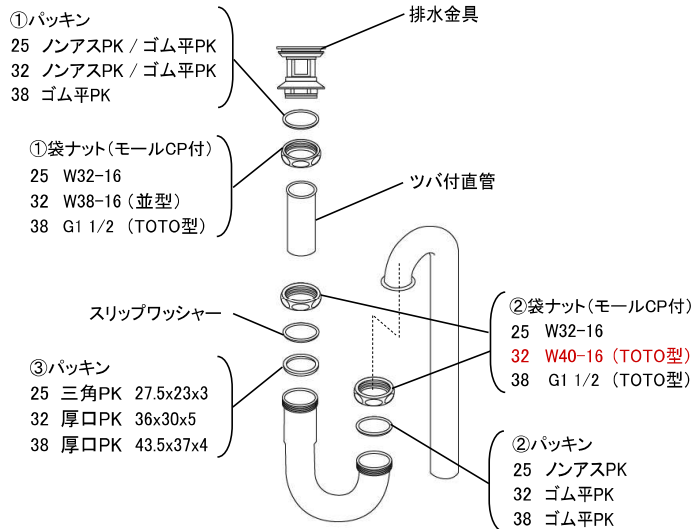 ①パッキン
25 ノンアスPK / ゴム平PK
32 ノンアスPK / ゴム平PK
38 ゴム平PK
排水金具
①袋ナット(モールCP付)
25 W32-16
32 W38-16 (並型)
38 G1 1/2 (TOTO型)
ツバ付直管
スリップワッシャー
②袋ナット(モールCP付)
25 W32-16
32 W40-16 (TOTO型)
38 G1 1/2 (TOTO型)
③パッキン
25 三角PK 27.5x23x3
32 厚口PK 36x30x5
38 厚口PK 43.5x37x4
②パッキン
25 ノンアスPK
32 ゴム平PK
38 ゴム平PK